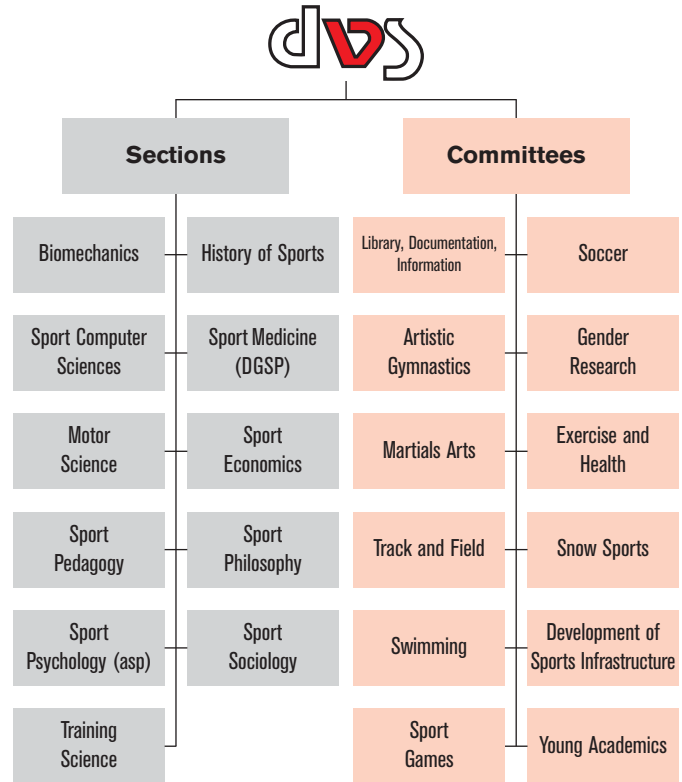 dvs
Sections
Committees
Biomechanics
History of Sports
Library, Documentation,
Information
Soccer
Sport Computer
Sciences
Sport Medicine
(DGSP)
Artistic
Gymnastics
Gender
Research
Motor
Science
Sport
Economics
Martials Arts
Exercise and
Health
Sport
Pedagogy
Sport
Philosophy
Track and Field
Snow Sports
Sport
Psychology (asp)
Sport
Sociology
Swimming
Development of
Sports Infrastructure
Training
Science
Sport
Games
Young Academics